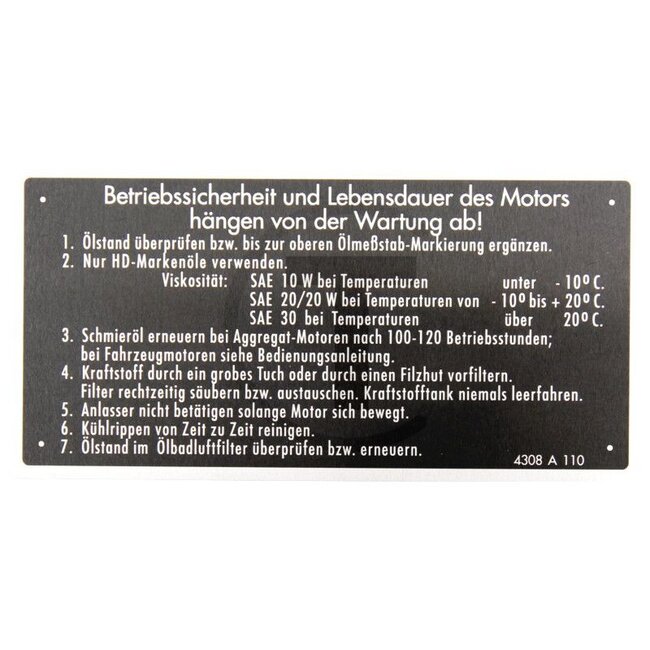 Betriebssicherheit und Lebensdauer des Motors
hängen von der Wartung ab!
1. Ölstand überprüfen bzw. bis zur oberen Ölmeßstab-Markierung ergänzen.
2. Nur HD-Markenöle verwenden.
Viskosität: SAE 10 W bei Temperaturen unter - 10° C.
SAE 20/20 W bei Temperaturen von - 10° bis + 20° C.
SAE 30 bei Temperaturen über 20° C.
3. Schmieröl erneuern bei Aggregat-Motoren nach 100-120 Betriebsstunden;
bei Fahrzeugmotoren siehe Bedienungsanleitung.
4. Kraftstoff durch ein grobes Tuch oder durch einen Filzhut vorfiltern.
Filter rechtzeitig säubern bzw. austauschen. Kraftstofftank niemals leerfahren.
5. Anlasser nicht betätigen solange Motor sich bewegt.
6. Kühlrippen von Zeit zu Zeit reinigen.
7. Ölstand im Ölbadluftfilter überprüfen bzw. erneuern.
4308 A 110